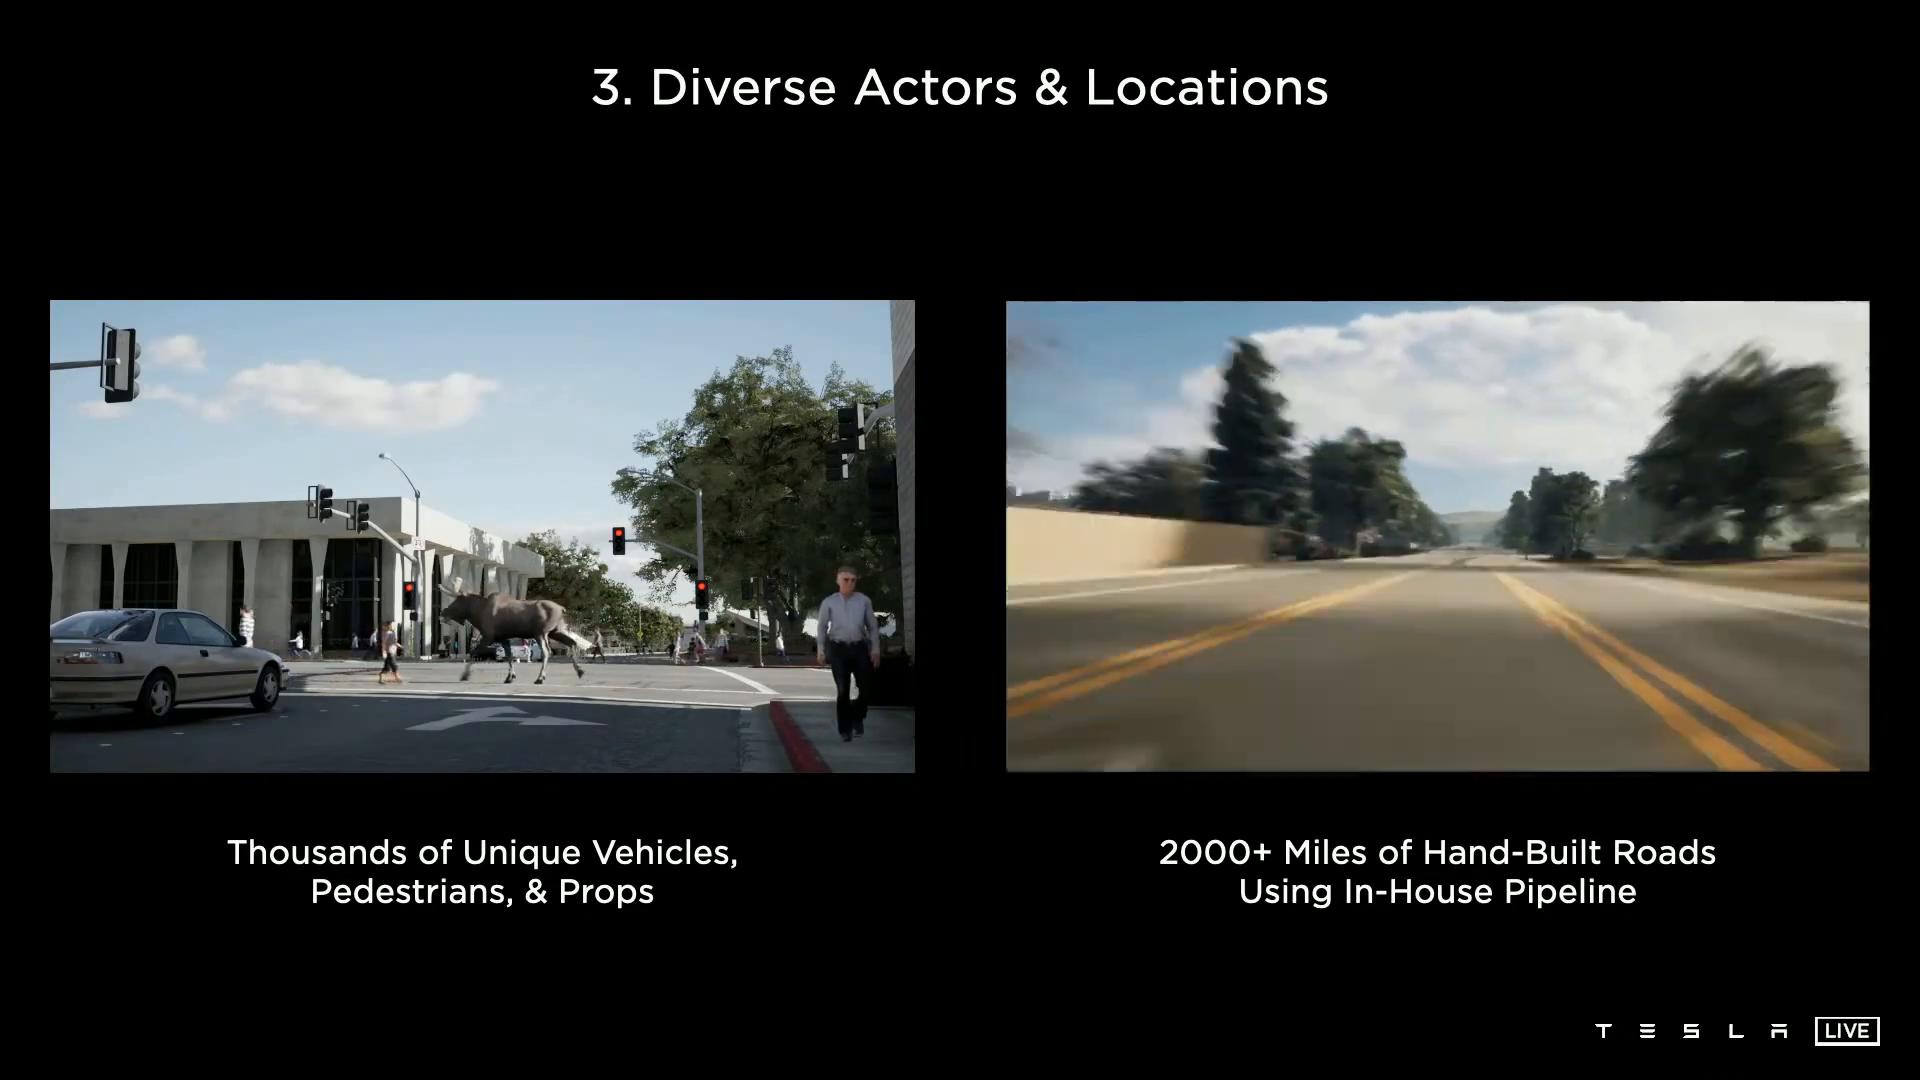 3. Diverse Actors & Locations
Thousands of Unique Vehicles,
Pedestrians, & Props
2000+ Miles of Hand-Built Roads
Using In-House Pipeline
TESLA LIVE